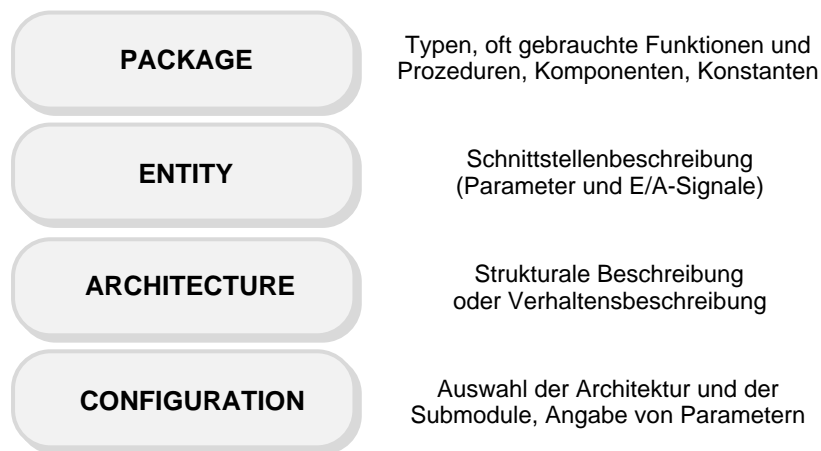 PACKAGE
Typen, oft gebrauchte Funktionen und
Prozeduren, Komponenten, Konstanten
ENTITY
Schnittstellenbeschreibung
(Parameter und E/A-Signale)
ARCHITECTURE
Strukturale Beschreibung
oder Verhaltensbeschreibung
CONFIGURATION
Auswahl der Architektur und der
Submodule, Angabe von Parametern